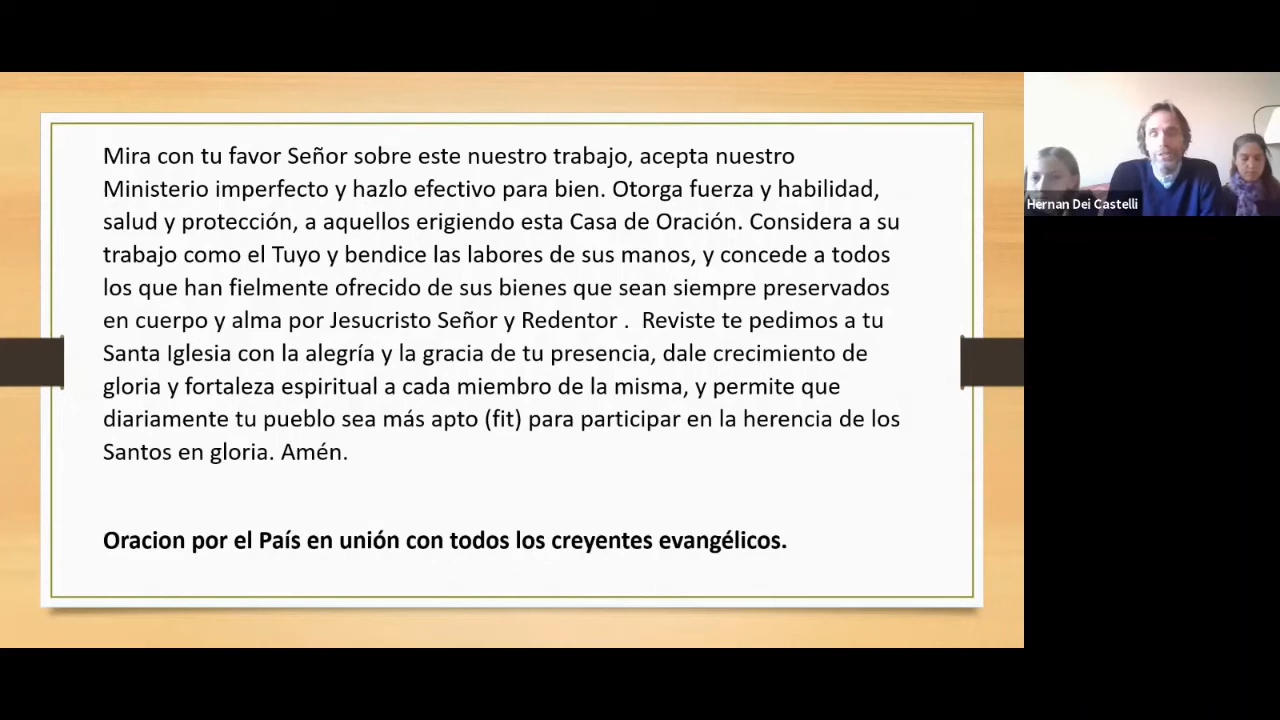 Mira con tu favor Señor sobre este nuestro trabajo, acepta nuestro
Ministerio imperfecto y hazlo efectivo para bien. Otorga fuerza y habilidad,
salud y protección, a aquellos erigiendo esta Casa de Oración. Considera a su
trabajo como el Tuyo y bendice las labores de sus manos, y concede a todos
los que han fielmente ofrecido de sus bienes que sean siempre preservados
en cuerpo y alma por Jesucristo Señor y Redentor .  Reviste te pedimos a tu
Santa Iglesia con la alegría y la gracia de tu presencia, dale crecimiento de
gloria y fortaleza espiritual a cada miembro de la misma, y permite que
diariamente tu pueblo sea más apto (fit) para participar en la herencia de los
Santos en gloria. Amén.
Oracion por el País en unión con todos los creyentes evangélicos.
Hernan Dei Castelli